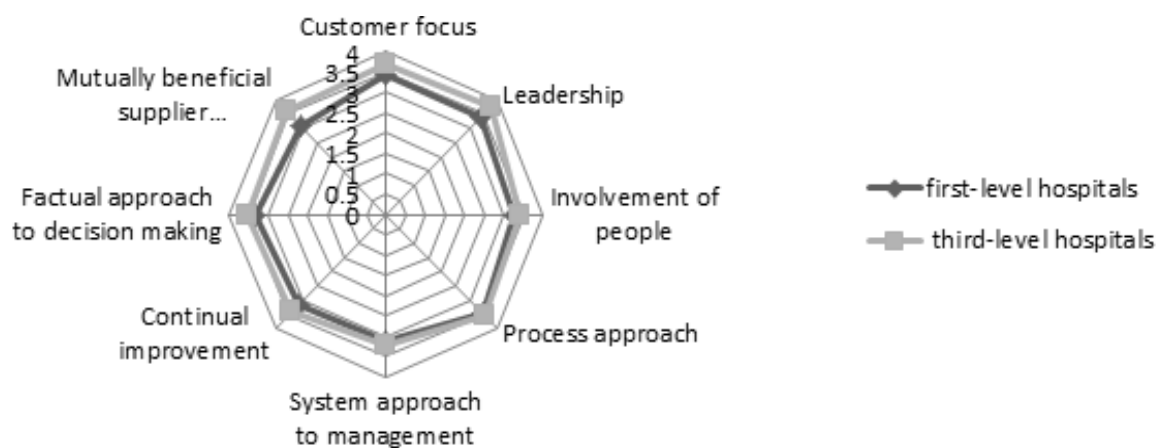 Customer focus
4
3.5
3
2.5
2
1.5
1
0.5
0
Leadership
Involvement of
people
Process approach
System approach
to management
Continual
improvement
Factual approach
to decision making
Mutually beneficial
supplier...
first-level hospitals
third-level hospitals